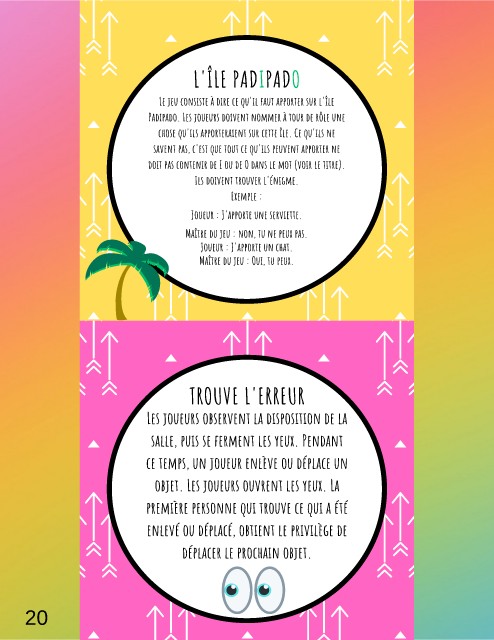 L'ÎLE PADIPADO
LE JEU CONSISTE À DIRE CE QU'IL FAUT APPORTER SUR L'ÎLE
PADIPADO. LES JOUEURS DOIVENT NOMMER À TOUR DE RÔLE UNE
CHOSE QU'ILS APPORTERAIENT SUR CETTE ÎLE. CE QU'ILS NE
SAVENT PAS, C'EST QUE TOUT CE QU'ILS PEUVENT APPORTER NE
DOIT PAS CONTENIR DE I OU DE O DANS LE MOT (VOIR LE TITRE).
ILS DOIVENT TROUVER L'ÉNIGME.
EXEMPLE :
JOUEUR : J'APPORTE UNE SERVIETTE.
MAÎTRE DU JEU : NON, TU NE PEUX PAS.
JOUEUR : J'APPORTE UN CHAT.
MAÎTRE DU JEU : OUI, TU PEUX.
TROUVE L'ERREUR
LES JOUEURS OBSERVENT LA DISPOSITION DE LA
SALLE, PUIS SE FERMENT LES YEUX. PENDANT
CE TEMPS, UN JOUEUR ENLÈVE OU DÉPLACE UN
OBJET. LES JOUEURS OUVRENT LES YEUX. LA
PREMIÈRE PERSONNE QUI TROUVE CE QUI A ÉTÉ
ENLEVÉ OU DÉPLACÉ, OBTIENT LE PRIVILÈGE DE
DÉPLACER LE PROCHAIN OBJET.
20